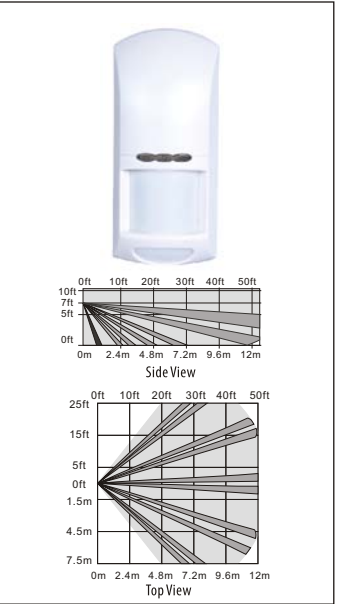 0ft 10ft 20ft 30ft 40ft 50ft
10ft
7ft
5ft
0ft
0m 2.4m 4.8m 7.2m 9.6m 12m
Side View
0ft 10ft 20ft 30ft 40ft 50ft
25ft
15ft
5ft
0ft
1.5m
4.5m
7.5m
0m 2.4m 4.8m 7.2m 9.6m 12m
Top View